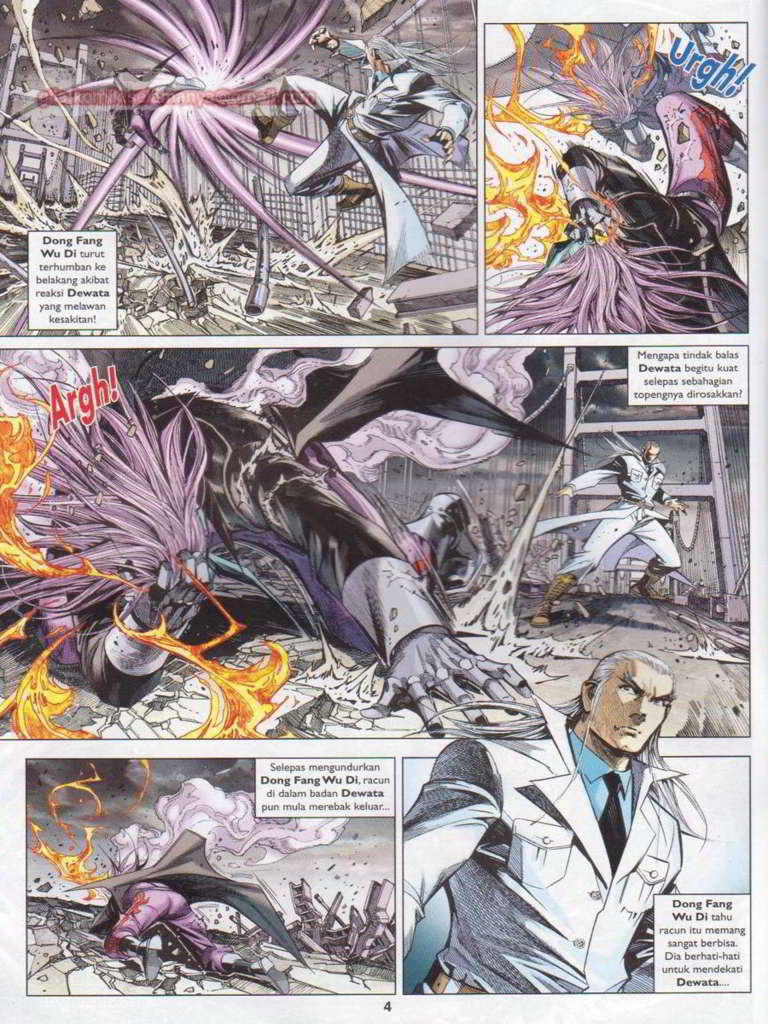 Dong Fang
Wu Di turut
terhumban ke
belakang akibat
reaksi Dewata
yang melawan
kesakitan!
Urgh!
Argh!
Mengapa tindak balas
Dewata begitu kuat
selepas sebahagian
topengnya dirosakkan?
Selepas mengundurkan
Dong Fang Wu Di, racun
di dalam badan Dewata
pun mula merebak keluar...
Dong Fang
Wu Di tahu
racun itu memang
sangat berbisa.
Dia berhati-hati
untuk mendekati
Dewata....
4